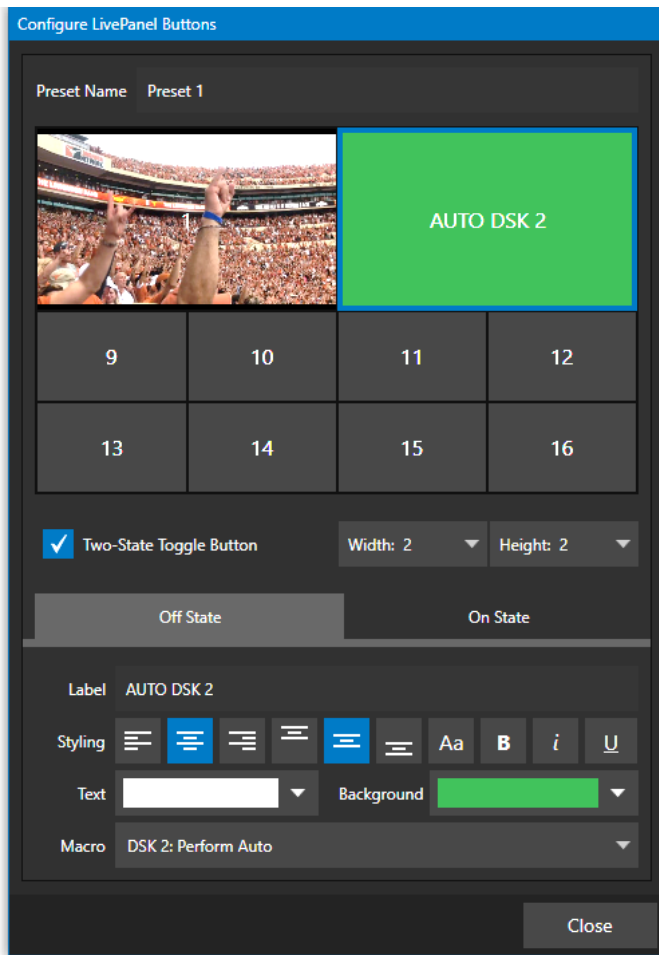 Configure LivePanel Buttons
Preset Name Preset 1
1
AUTO DSK 2
9 10 11 12
13 14 15 16
Two-State Toggle Button Width: 2 Height: 2
Off State On State
Label AUTO DSK 2
Styling Aa B i U
Text Background
Macro DSK 2: Perform Auto
Close